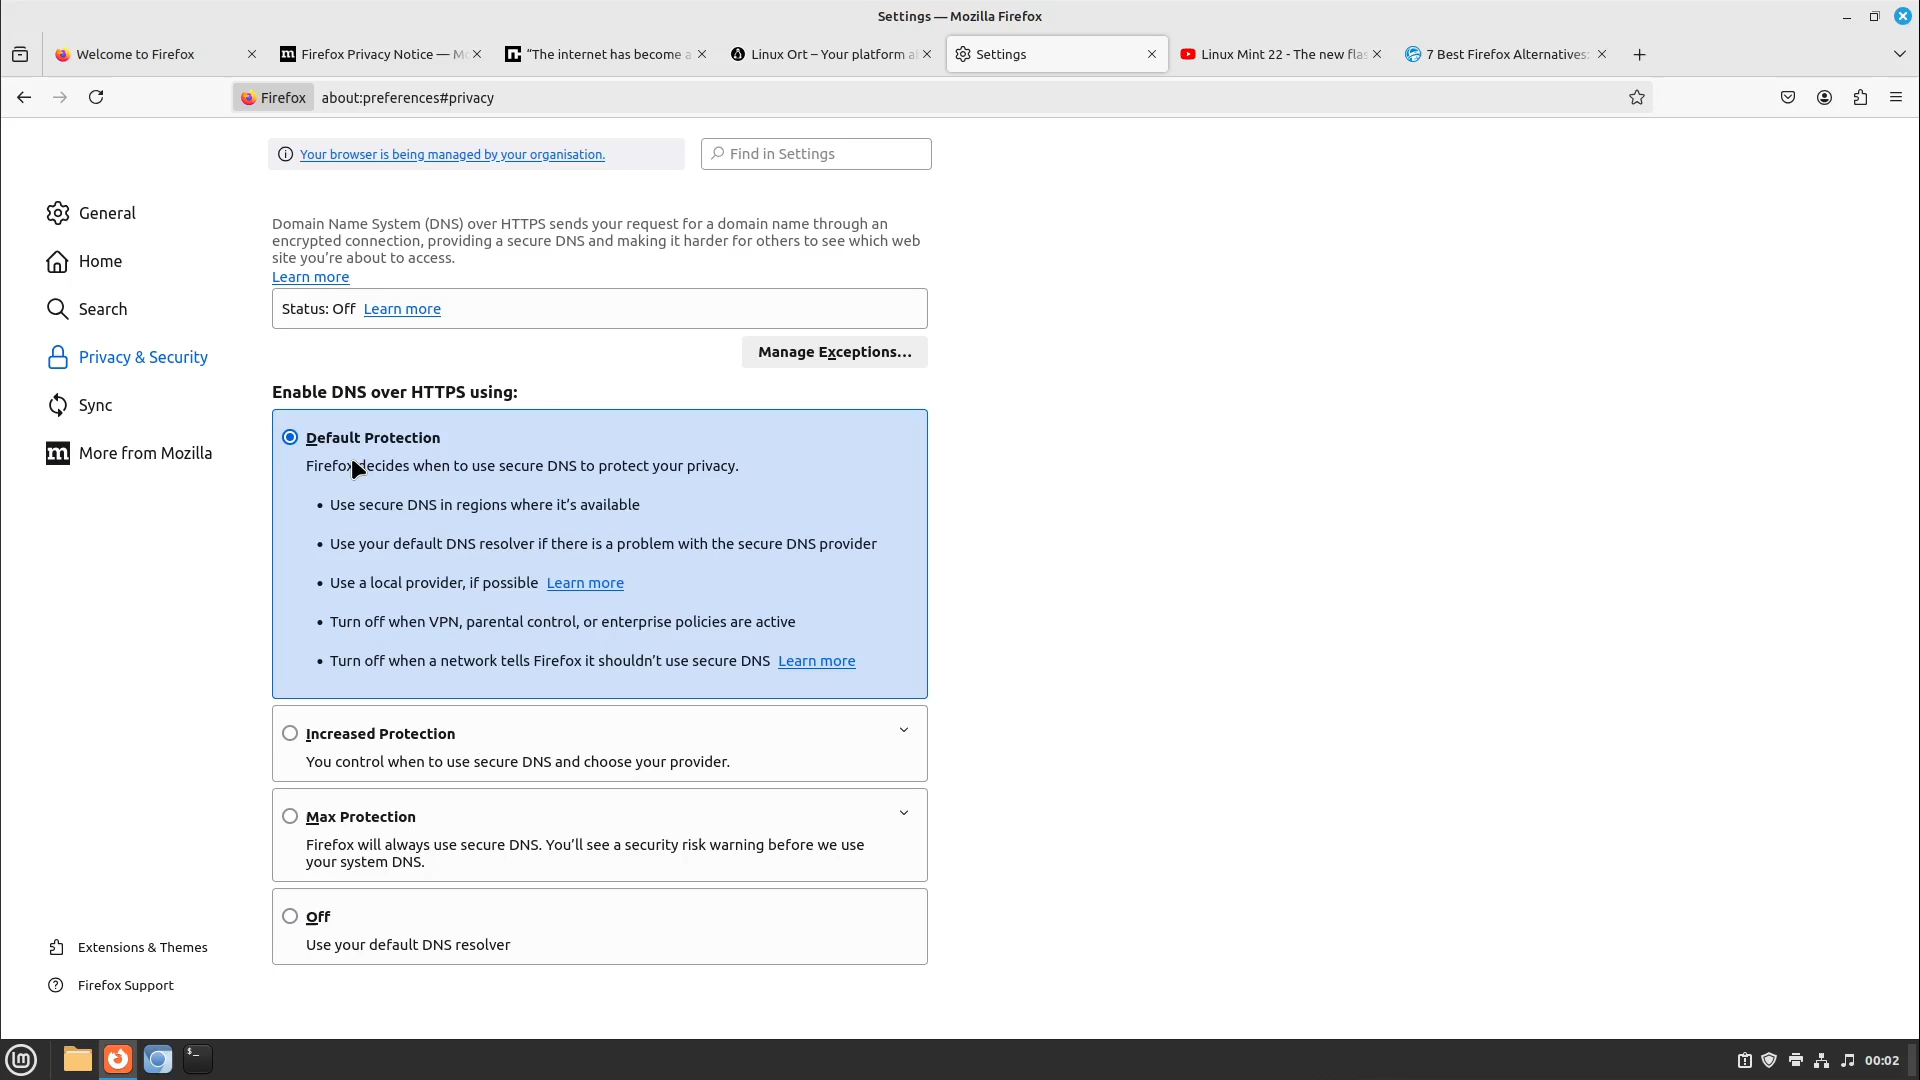 Settings — Mozilla Firefox
Welcome to Firefox
Firefox Privacy Notice — Mo
“The internet has become a
Linux Ort – Your platform a
Settings
Linux Mint 22 - The new flas
7 Best Firefox Alternatives:
Firefox
about:preferences#privacy
Your browser is being managed by your organisation.
Find in Settings
General
Home
Search
Privacy & Security
Sync
m
More from Mozilla
Domain Name System (DNS) over HTTPS sends your request for a domain name through an
encrypted connection, providing a secure DNS and making it harder for others to see which web
site you’re about to access.
Learn more
Status: Off Learn more
Manage Exceptions…
Enable DNS over HTTPS using:
Default Protection
Firefox decides when to use secure DNS to protect your privacy.
• Use secure DNS in regions where it’s available
• Use your default DNS resolver if there is a problem with the secure DNS provider
• Use a local provider, if possible Learn more
• Turn off when VPN, parental control, or enterprise policies are active
• Turn off when a network tells Firefox it shouldn’t use secure DNS Learn more
Increased Protection
You control when to use secure DNS and choose your provider.
Max Protection
Firefox will always use secure DNS. You’ll see a security risk warning before we use
your system DNS.
Off
Use your default DNS resolver
Extensions & Themes
Firefox Support
00:02